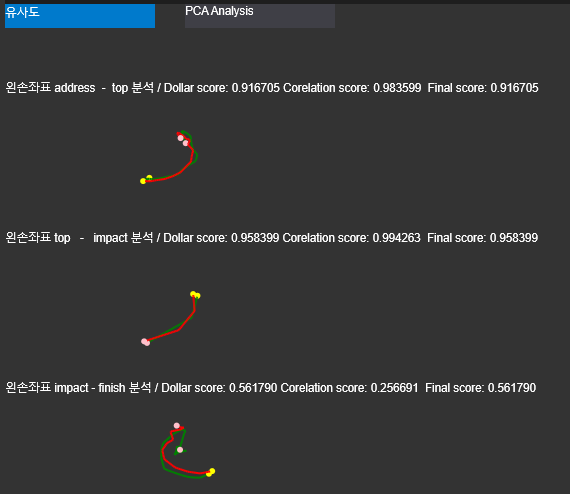 유사도
PCA Analysis
왼손좌표 address - top 분석 / Dollar score: 0.916705 Corelation score: 0.983599 Final score: 0.916705
왼손좌표 top - impact 분석 / Dollar score: 0.958399 Corelation score: 0.994263 Final score: 0.958399
왼손좌표 impact - finish 분석 / Dollar score: 0.561790 Corelation score: 0.256691 Final score: 0.561790